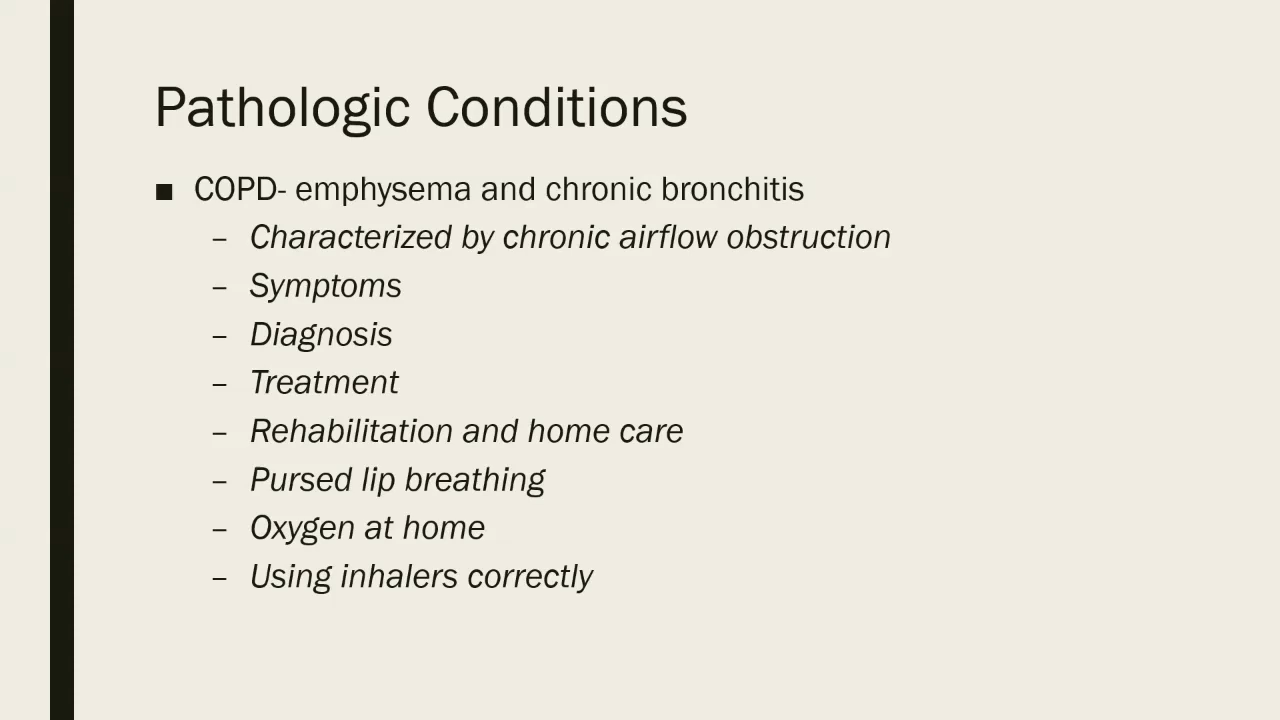 Pathologic Conditions
■ COPD- emphysema and chronic bronchitis
– Characterized by chronic airflow obstruction
– Symptoms
– Diagnosis
– Treatment
– Rehabilitation and home care
– Pursed lip breathing
– Oxygen at home
– Using inhalers correctly